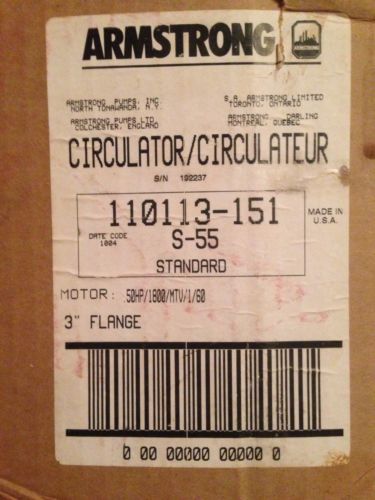 ARMSTRONG
ARMSTRONG
ARMSTRONG PUMPS, INC.
NORTH TONAWANDA, N.Y.
S.A. ARMSTRONG LIMITED
TORONTO, ONTARIO
ARMSTRONG PUMPS LTD
COLCHESTER, ENGLAND
ARMSTRONG DARLING
MONTREAL, QUEBEC
CIRCULATOR/CIRCULATEUR
S/N 192237
110113-151
DATE CODE
1004
S-55
STANDARD
MADE IN
U.S.A.
MOTOR: .50HP/1800/MTV/1/60
3" FLANGE
0 00 00000 00000 0